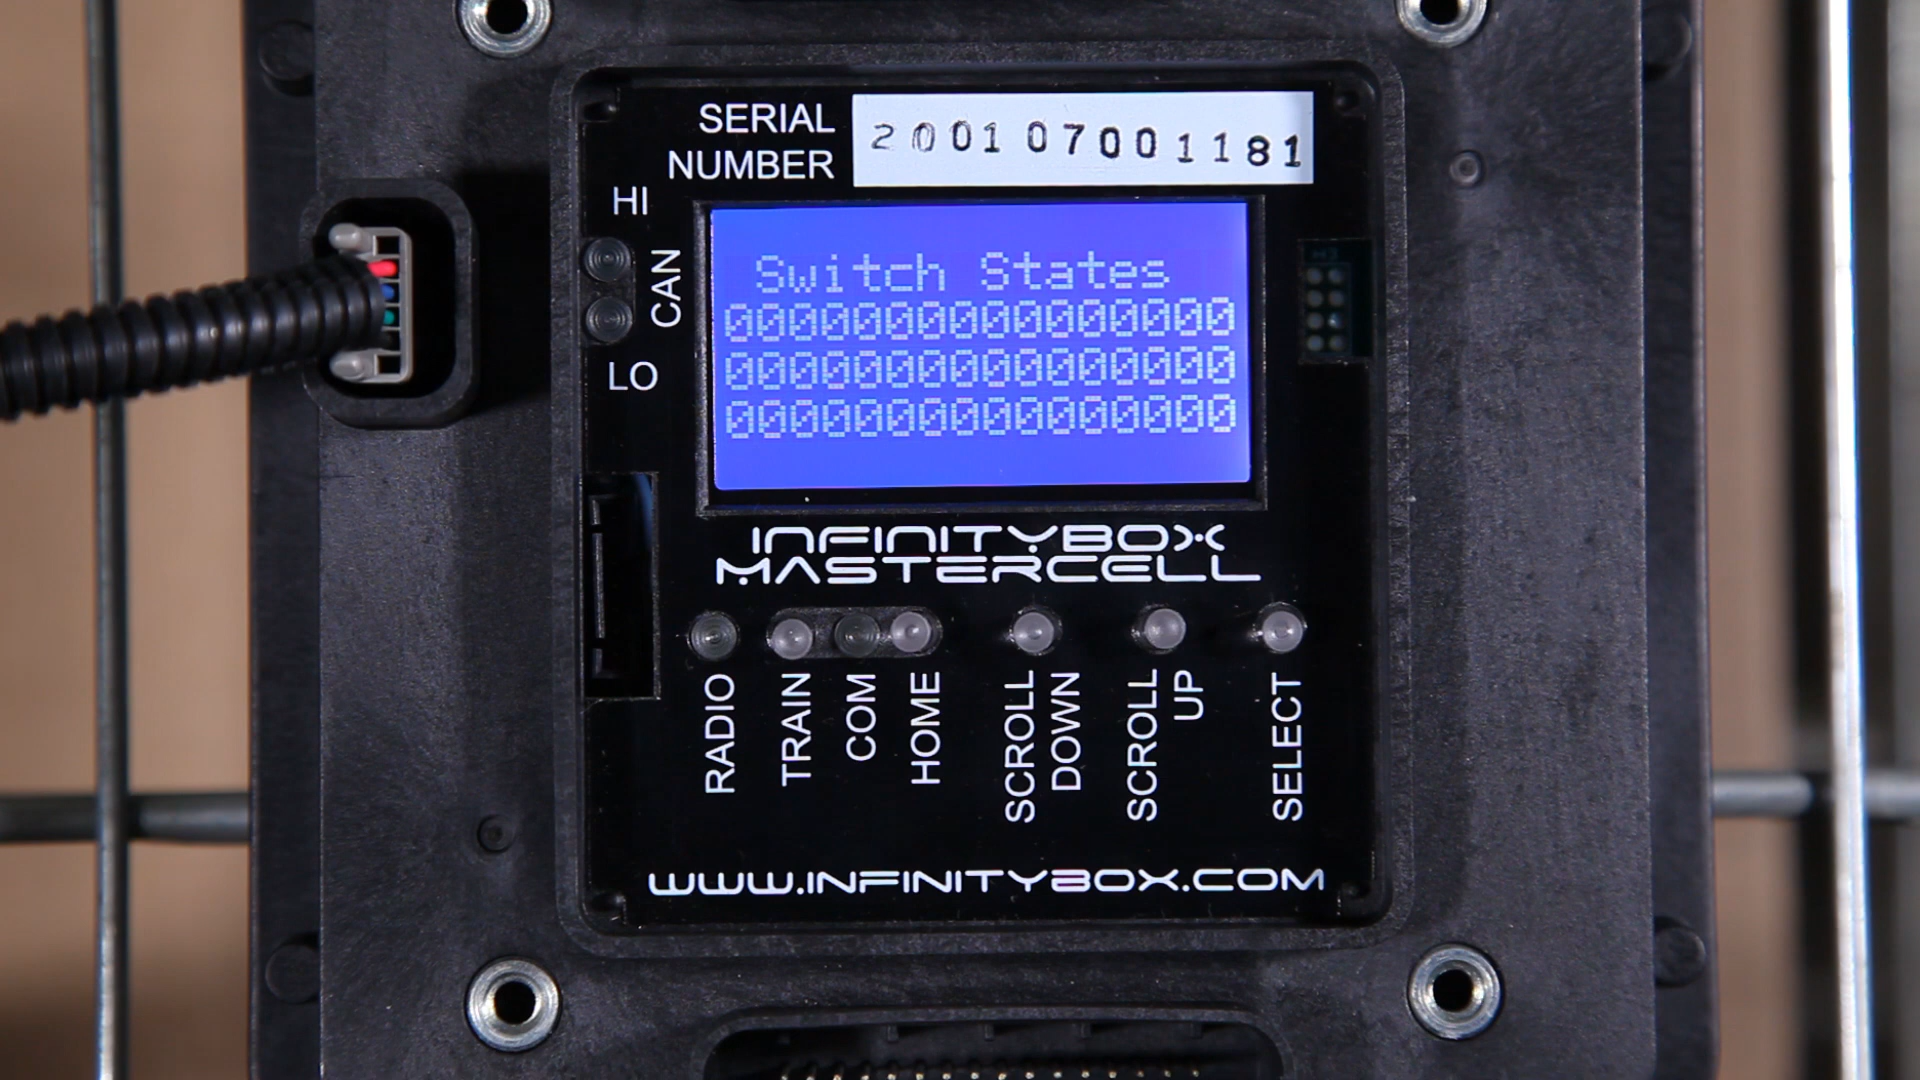 SERIAL
NUMBER
2001 07001181
HI
CAN
LO
Switch States
0000000000000000
0000000000000000
0000000000000000
INFINITYBOX
MASTERCELL
RADIO
TRAIN
COM
HOME
SCROLL
DOWN
SCROLL
UP
SELECT
WWW.INFINITYBOX.COM